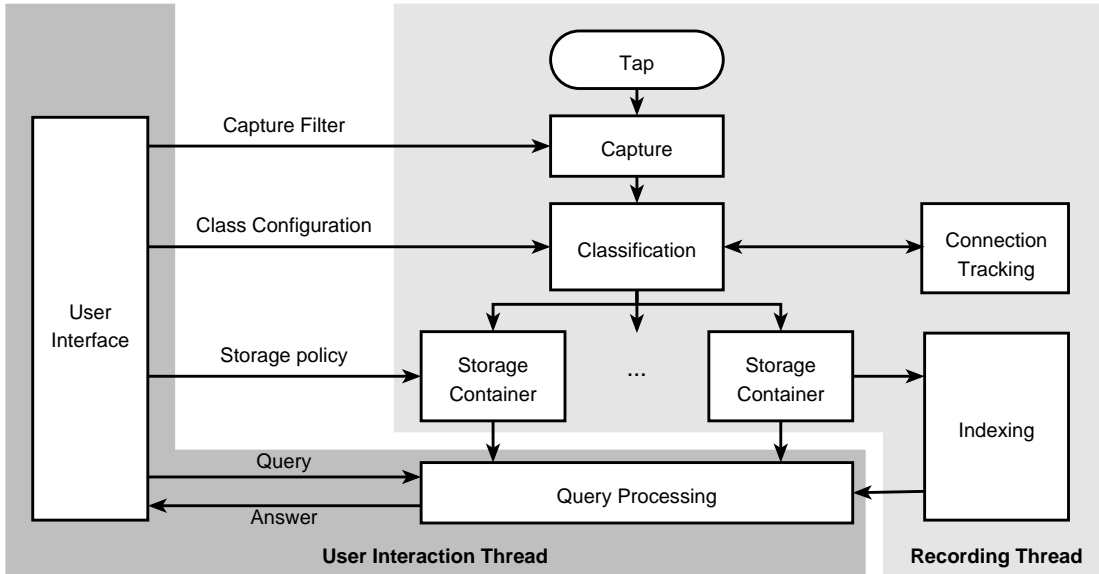 Tap
Capture Filter
Capture
Class Configuration
Classification
Connection
Tracking
User
Interface
Storage policy
Storage
Container
...
Storage
Container
Indexing
Query
Query Processing
Answer
User Interaction Thread
Recording Thread